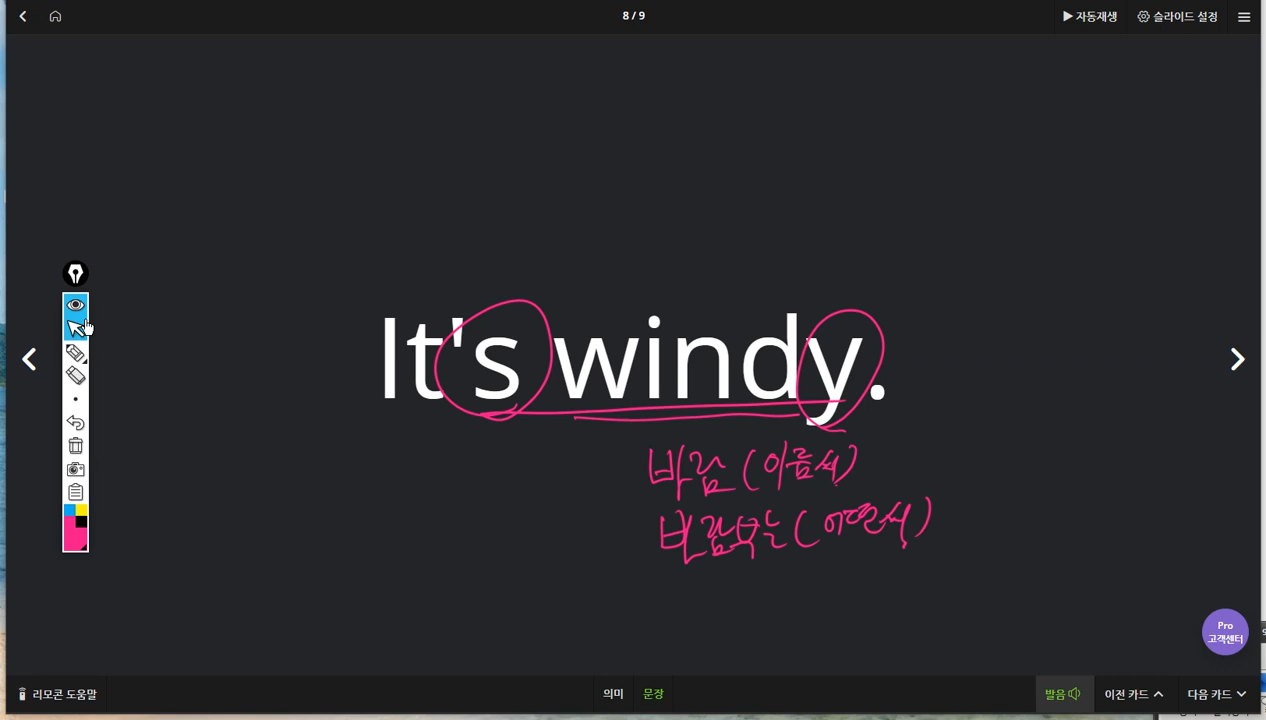 8 / 9
자동재생
슬라이드 설정
It's windy.
바람 (이름씨)
바람부는 (어떤씨)
Pro
고객센터
리모콘 도움말
의미
문장
발음
이전 카드
다음 카드